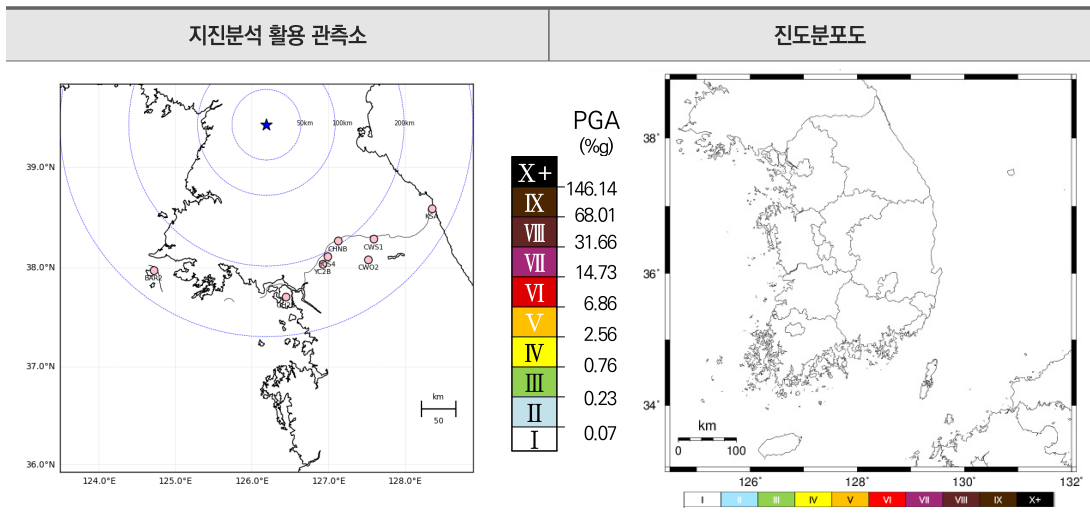 지진분석 활용 관측소
진도분포도
50km
100km
200km
39.0°N
38.0°N
37.0°N
36.0°N
124.0°E
125.0°E
126.0°E
127.0°E
128.0°E
KSA
CHNB
CWS1
CWO2
YC2B
km
50
PGA
(%g)
X+
IX
VIII
VII
VI
V
IV
III
II
I
146.14
68.01
31.66
14.73
6.86
2.56
0.76
0.23
0.07
38°
36°
34°
126°
128°
130°
132°
km
0
100
I
II
III
IV
V
VI
VII
VIII
IX
X+